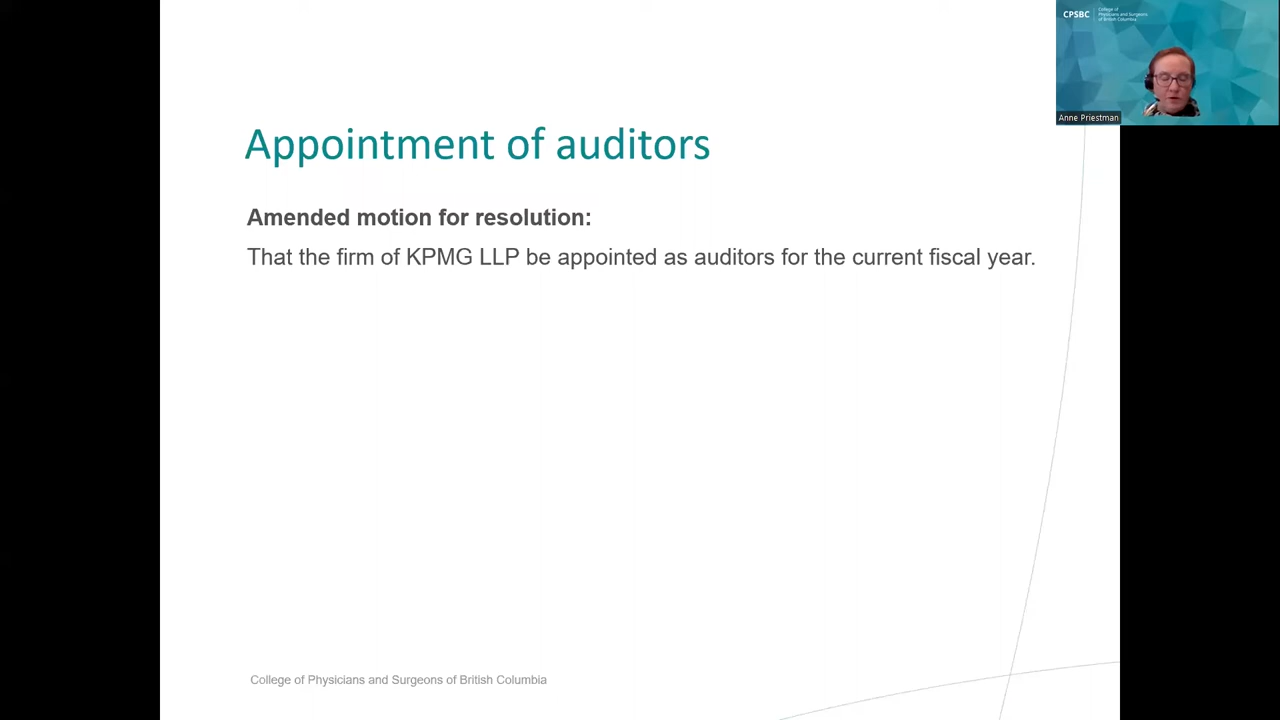 CPSBC
College of
Physicians and Surgeons
of British Columbia
Anne Priestman
Appointment of auditors
Amended motion for resolution:
That the firm of KPMG LLP be appointed as auditors for the current fiscal year.
College of Physicians and Surgeons of British Columbia